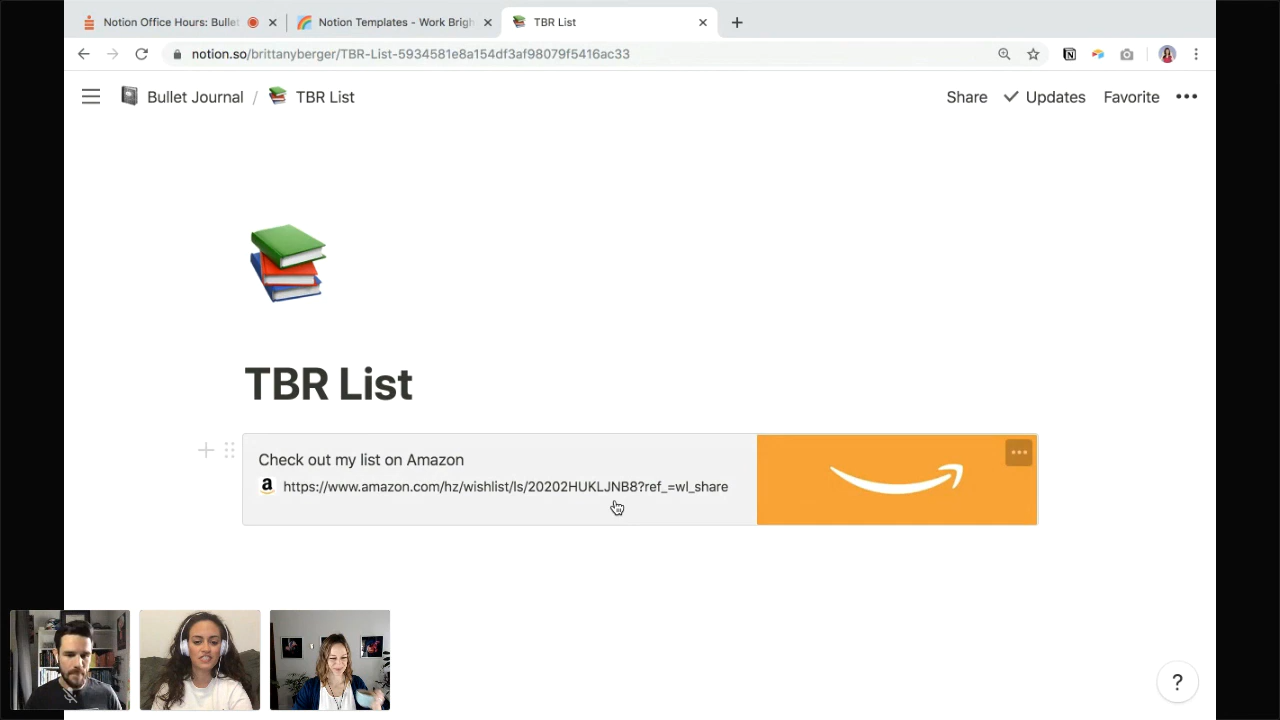 Notion Office Hours: Bullet
Notion Templates - Work Brigh
TBR List
notion.so/brittanyberger/TBR-List-5934581e8a154df3af98079f5416ac33
Bullet Journal / TBR List
Share Updates Favorite
TBR List
Check out my list on Amazon
a https://www.amazon.com/hz/wishlist/ls/20202HUKLJNB8?ref_=wl_share
?